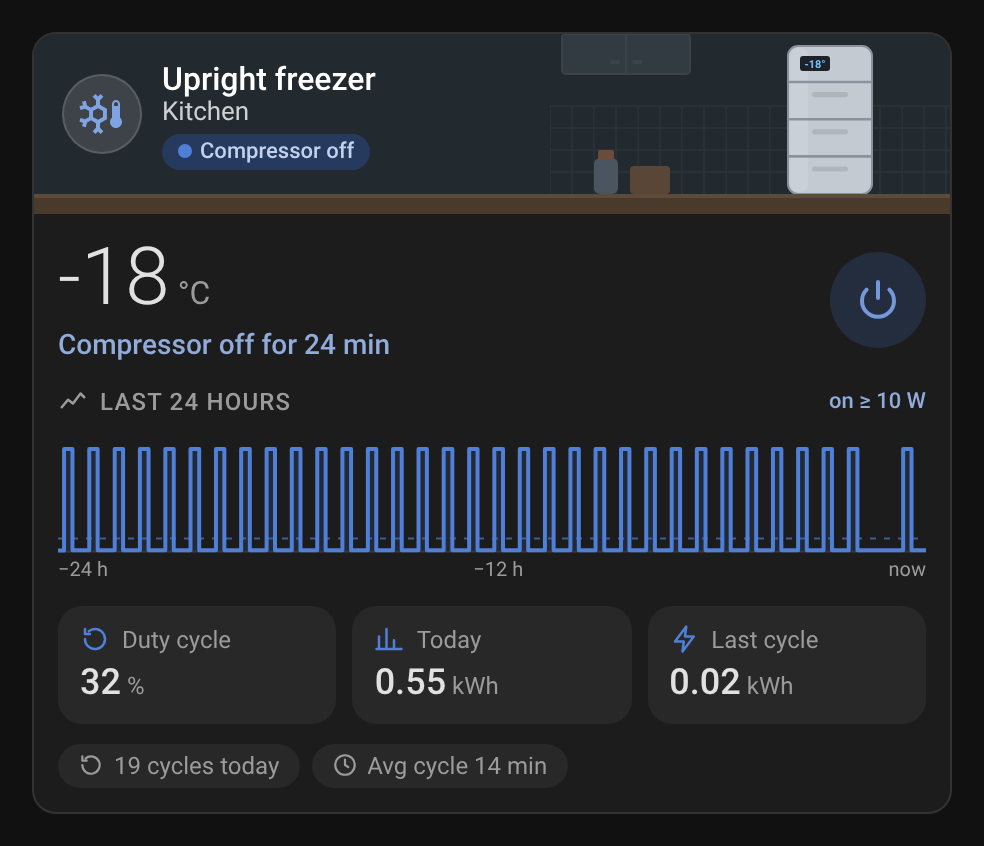 Upright freezer
Kitchen
Compressor off
-18°
-18 °C
Compressor off for 24 min
LAST 24 HOURS
on ≥ 10 W
−24 h
−12 h
now
Duty cycle
32 %
Today
0.55 kWh
Last cycle
0.02 kWh
19 cycles today
Avg cycle 14 min